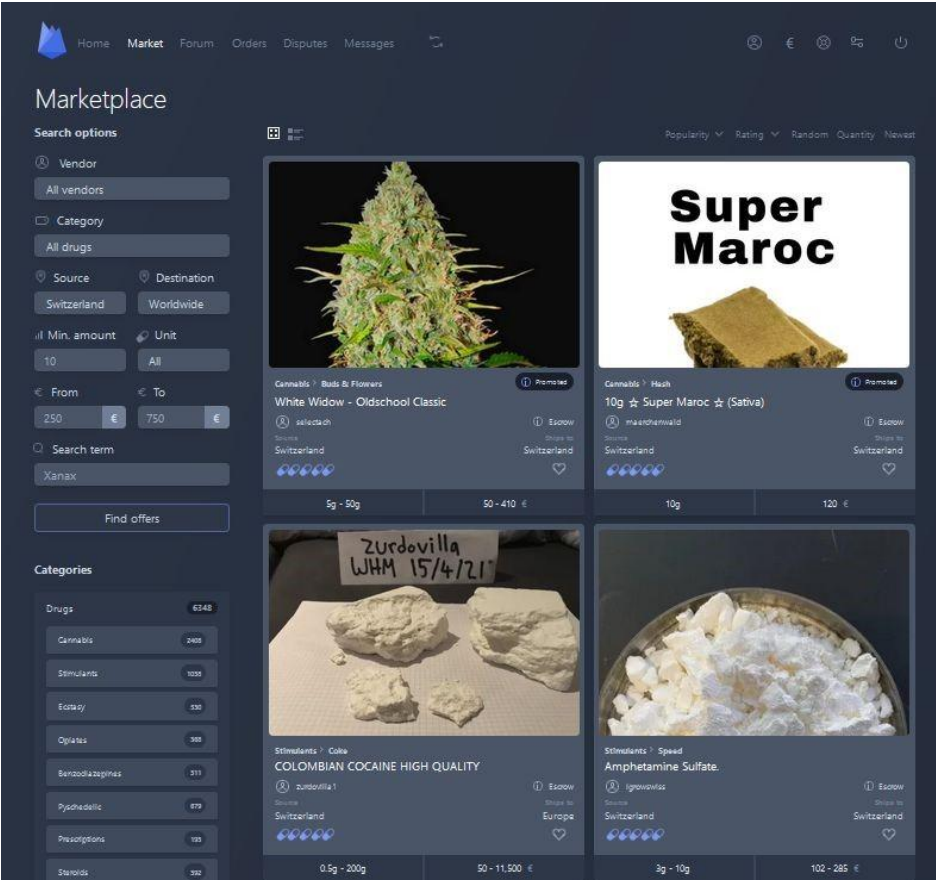 Home Market Forum Orders Disputes Messages
€
Marketplace
Search options
Popularity Rating Random Quantity Newest
Vendor
All vendors
Category
All drugs
Source Destination
Switzerland Worldwide
Min. amount Unit
10 All
€ From € To
250 € 750 €
Search term
Xanax
Find offers
Categories
Drugs 6348
Cannabis
Stimulants
Ecstasy
Opiates
Benzodiazepines 311
Pyschedelic 679
Prescriptions
Steroids
Cannabis > Buds & Flowers Promoted
White Widow - Oldschool Classic
selectach Escrow
Source Ships to
Switzerland Switzerland
5g - 50g 50 - 410 €
Super
Maroc
Cannabis > Hash Promoted
10g ☆ Super Maroc ☆ (Sativa)
maerchenwald Escrow
Source Ships to
Switzerland Switzerland
10g 120 €
zurdovilla
WHM 15/4/21
Stimulants > Coke
COLOMBIAN COCAINE HIGH QUALITY
zurdovilla1 Escrow
Source Ships to
Switzerland Europe
0.5g - 200g 50 - 11,500 €
Stimulants > Speed
Amphetamine Sulfate.
igrowswiss Escrow
Source Ships to
Switzerland Switzerland
3g - 10g 102 - 285 €